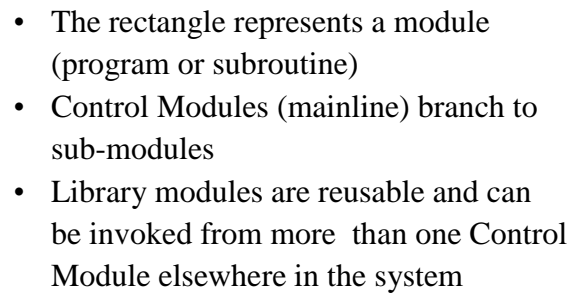 • The rectangle represents a module
(program or subroutine)
• Control Modules (mainline) branch to
sub-modules
• Library modules are reusable and can
be invoked from more  than one Control
Module elsewhere in the system